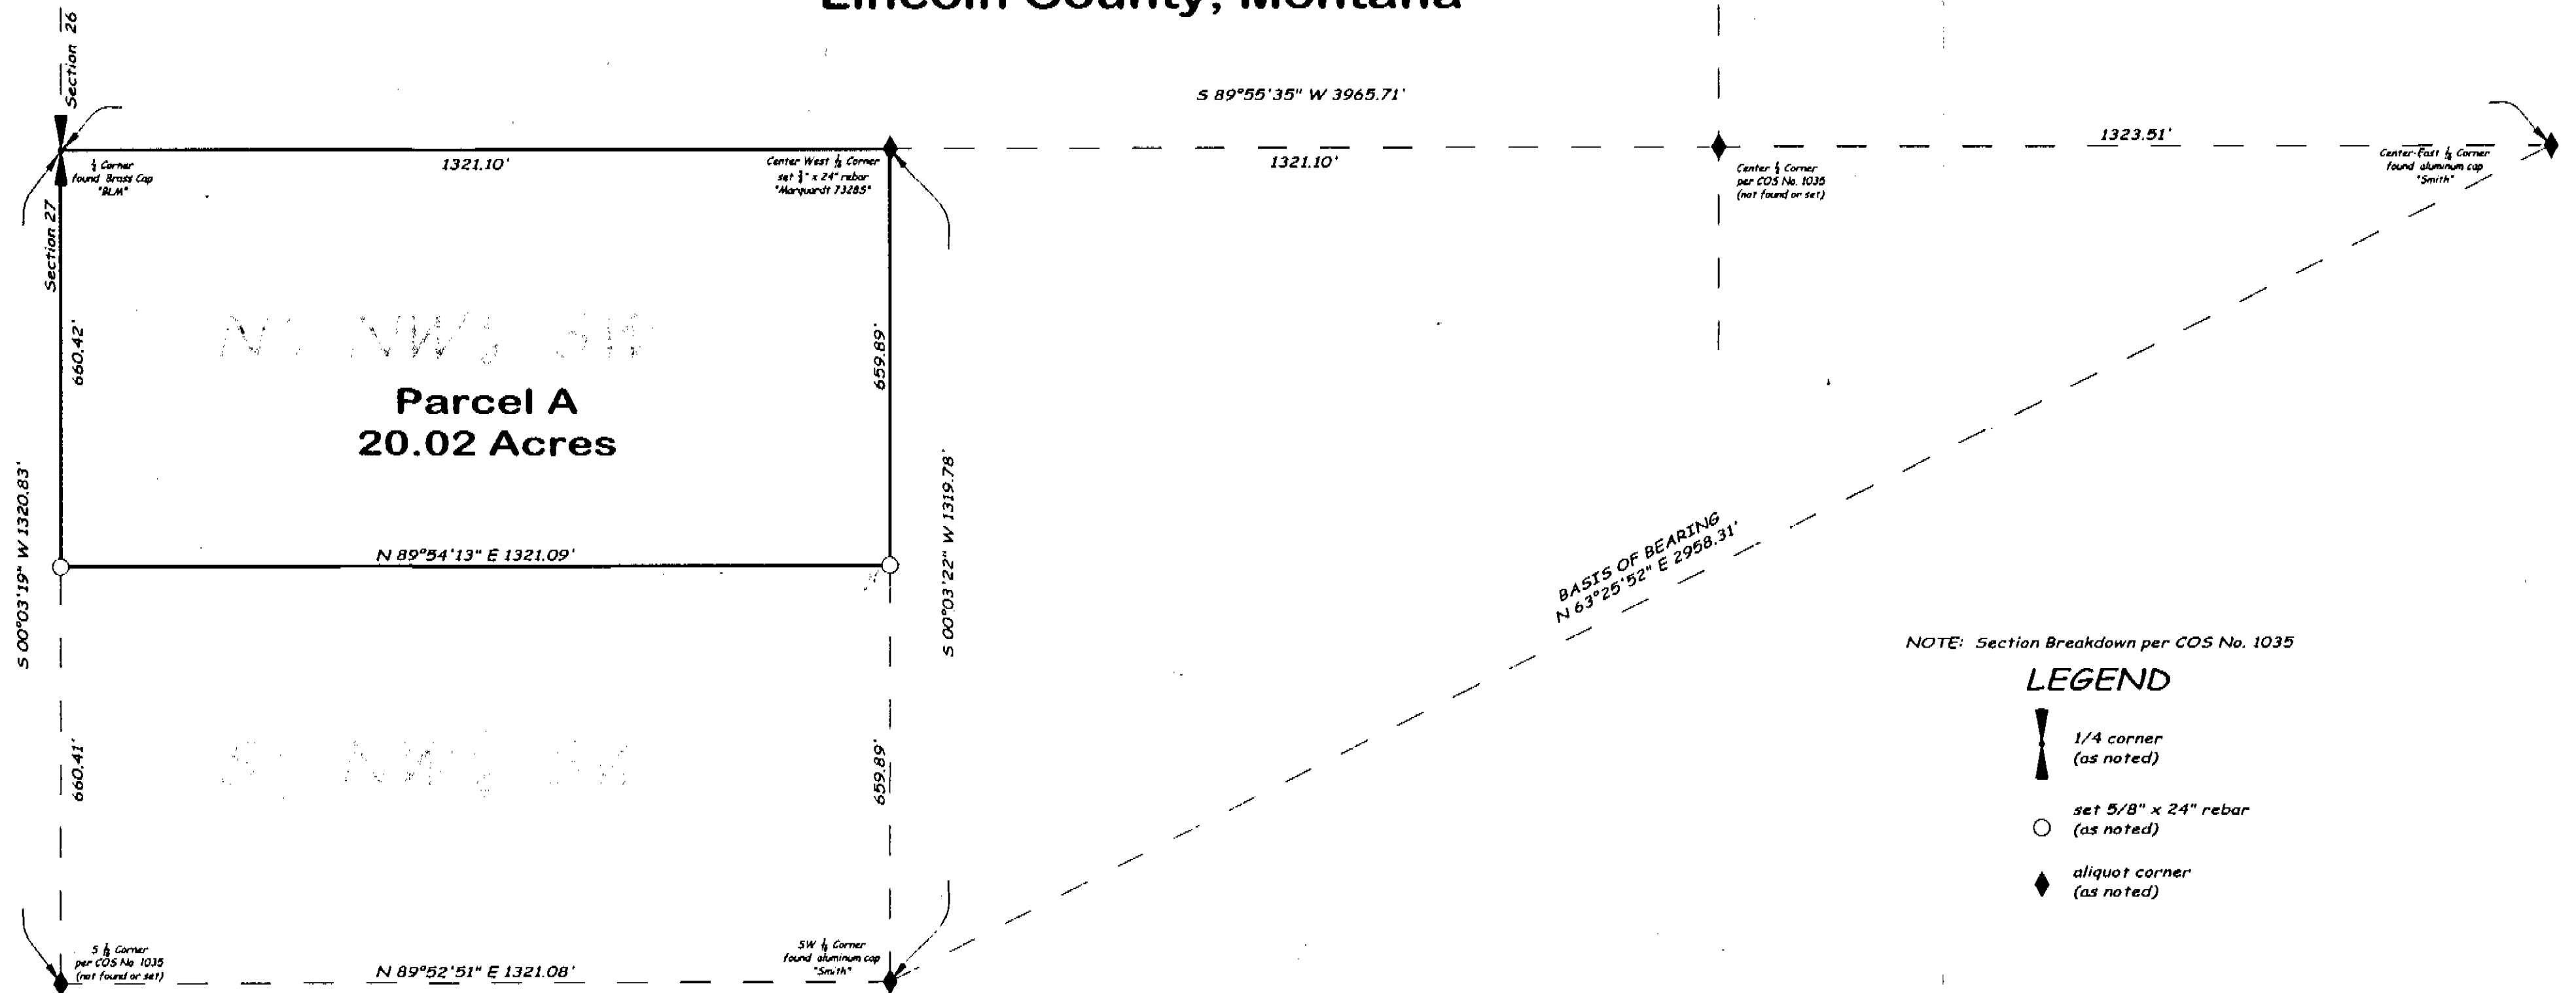 Lincoln County, Montana
Section 26
S 89°55'35" W 3965.71'
1321.10'
1321.10'
1323.51'
¼ Corner
found Brass Cap
"BLM"
Center West 1/16 Corner
set ¾" x 24" rebar
"Marquardt 7328S"
Center ¼ Corner
per COS No. 1035
(not found or set)
Center-East 1/16 Corner
found aluminum cap
"Smith"
Section 27
660.42'
659.89'
Parcel A
20.02 Acres
S 00°03'19" W 1320.83'
S 00°03'22" W 1319.78'
N 89°54'13" E 1321.09'
BASIS OF BEARING
N 63°25'52" E 2958.31'
NOTE: Section Breakdown per COS No. 1035
LEGEND
1/4 corner
(as noted)
set 5/8" x 24" rebar
(as noted)
aliquot corner
(as noted)
660.41'
659.89'
S 1/16 Corner
per COS No 1035
(not found or set)
SW 1/16 Corner
found aluminum cap
"Smith"
N 89°52'51" E 1321.08'